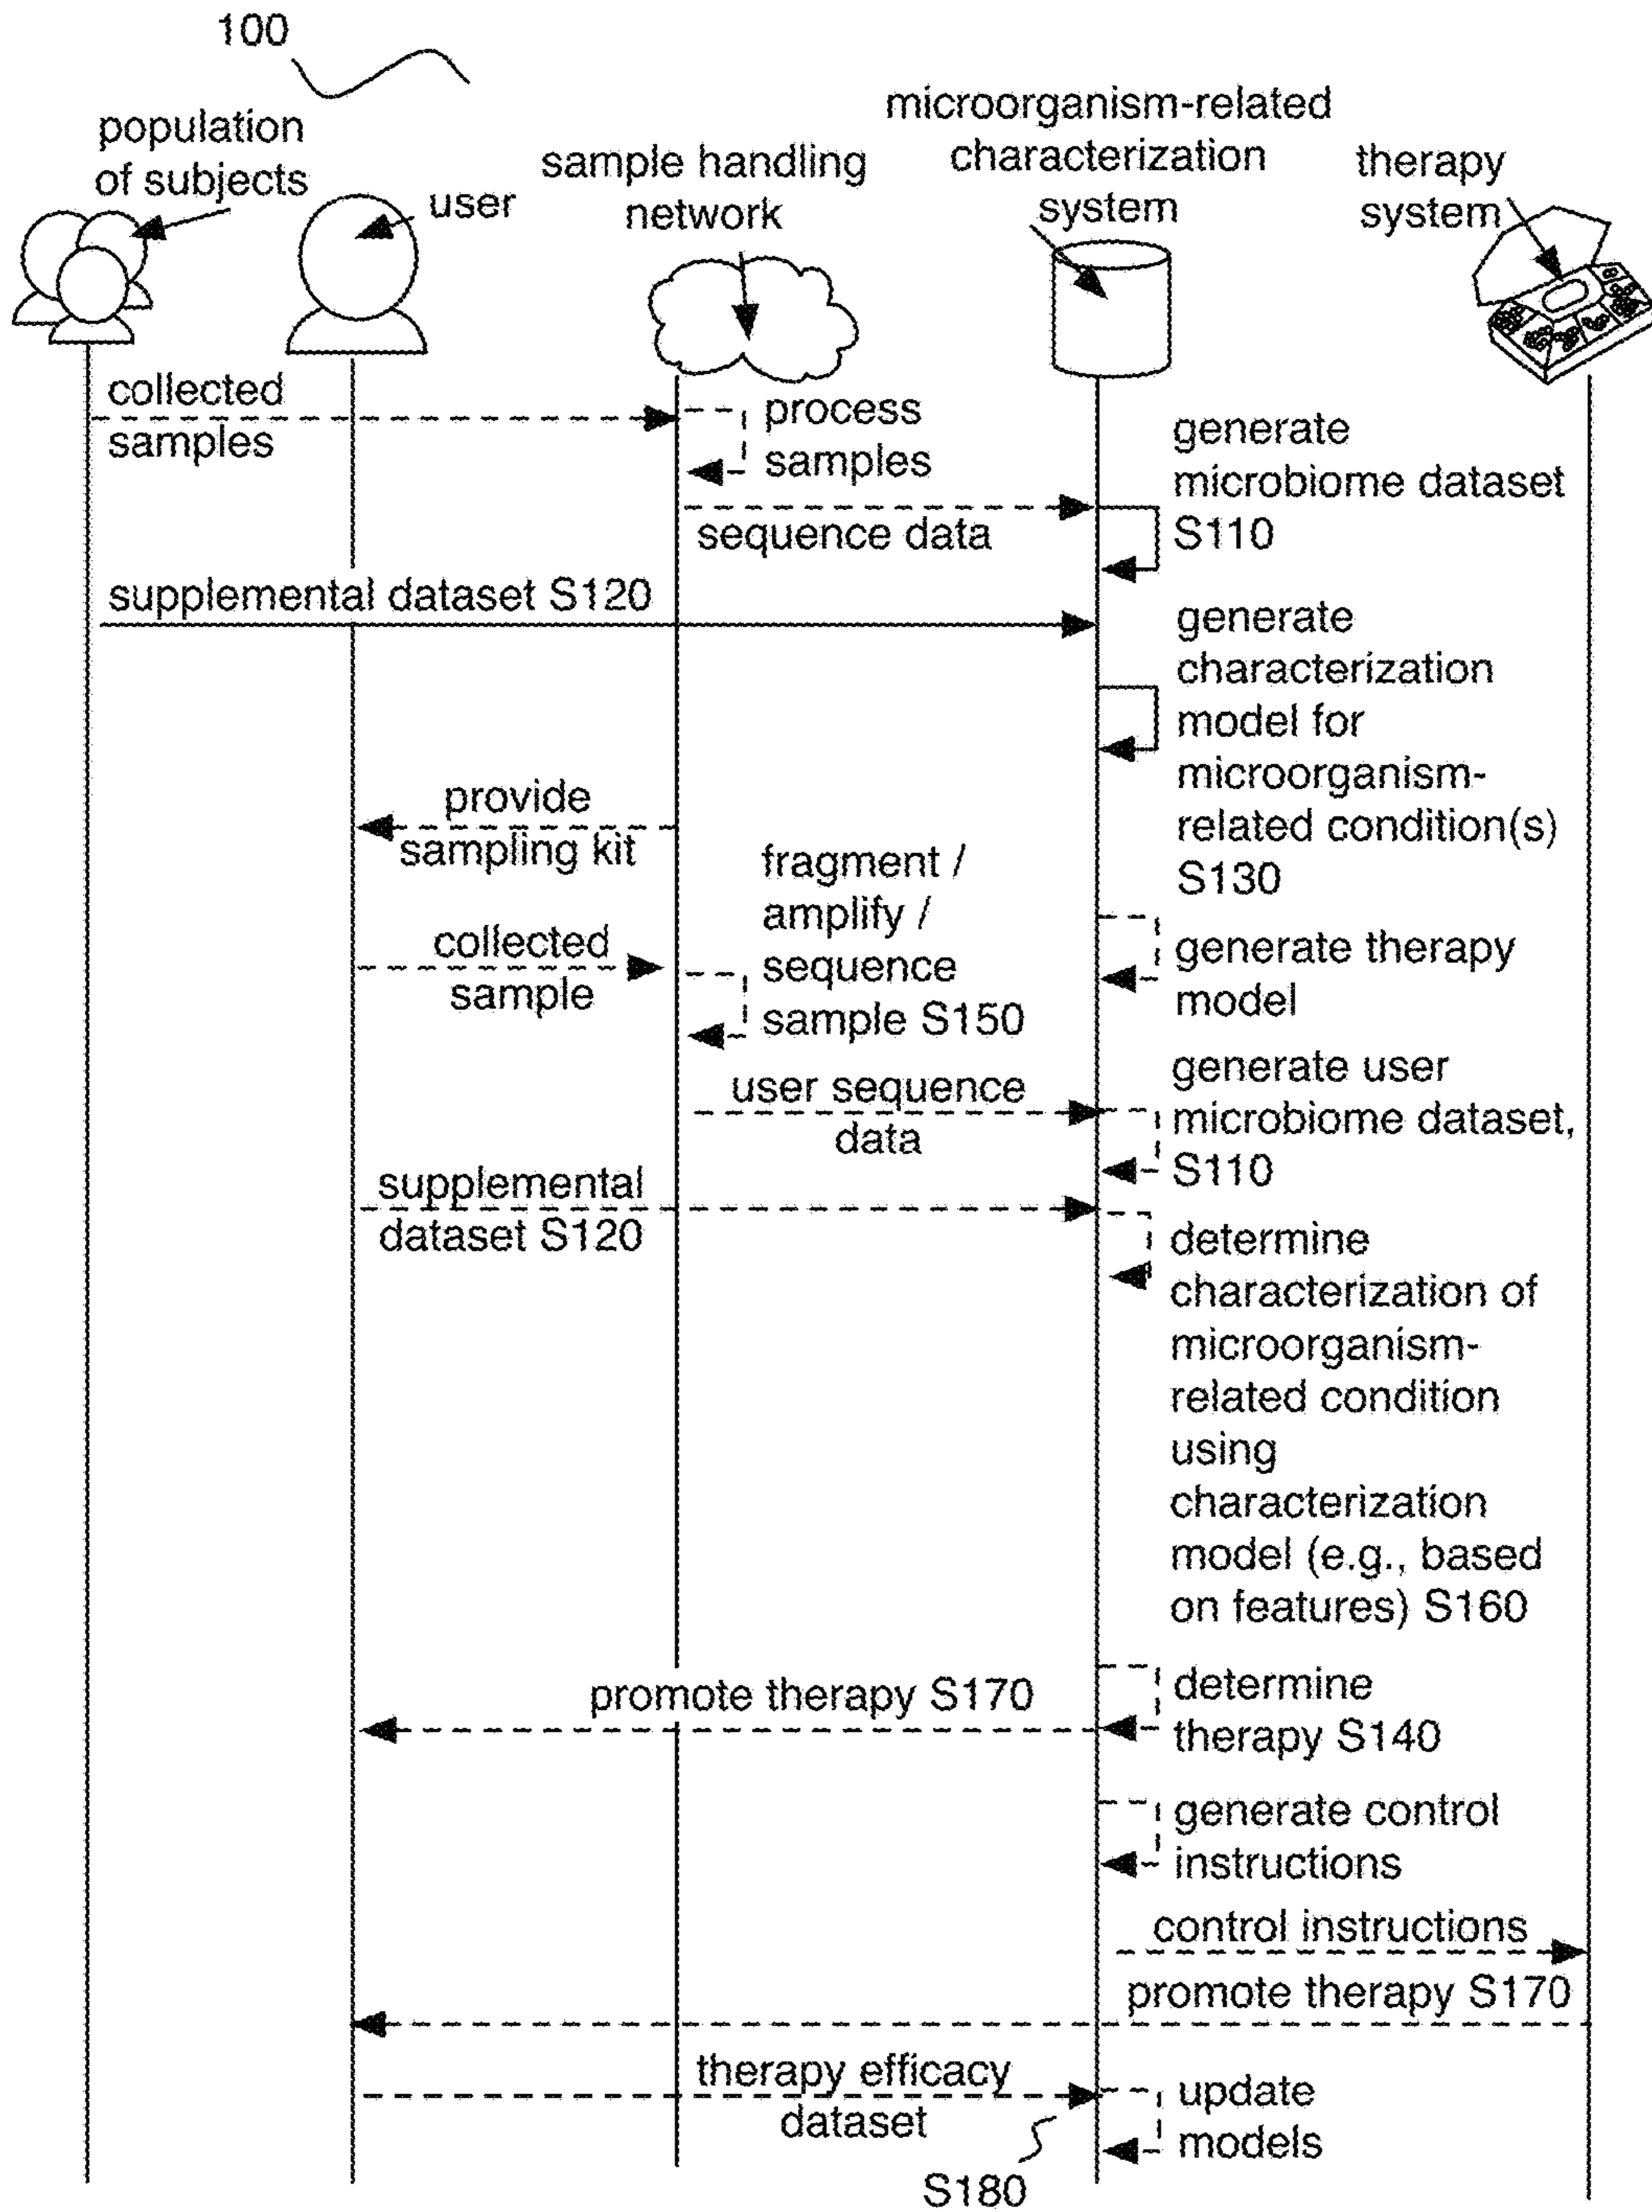 100
population
of subjects
user
sample handling
network
microorganism-related
characterization
system
therapy
system
collected
samples
process
samples
generate
microbiome dataset
S110
sequence data
supplemental dataset S120
generate
characterization
model for
microorganism-
related condition(s)
S130
provide
sampling kit
fragment /
amplify /
sequence
sample S150
collected
sample
generate therapy
model
user sequence
data
generate user
microbiome dataset,
S110
supplemental
dataset S120
determine
characterization of
microorganism-
related condition
using
characterization
model (e.g., based
on features) S160
promote therapy S170
determine
therapy S140
generate control
instructions
control instructions
promote therapy S170
therapy efficacy
dataset
update
models
S180